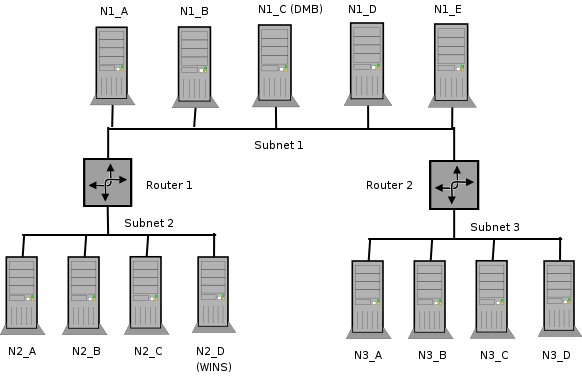 N1_A
N1_B
N1_C (DMB)
N1_D
N1_E
Subnet 1
Router 1
Router 2
Subnet 2
Subnet 3
N2_A
N2_B
N2_C
N2_D
(WINS)
N3_A
N3_B
N3_C
N3_D